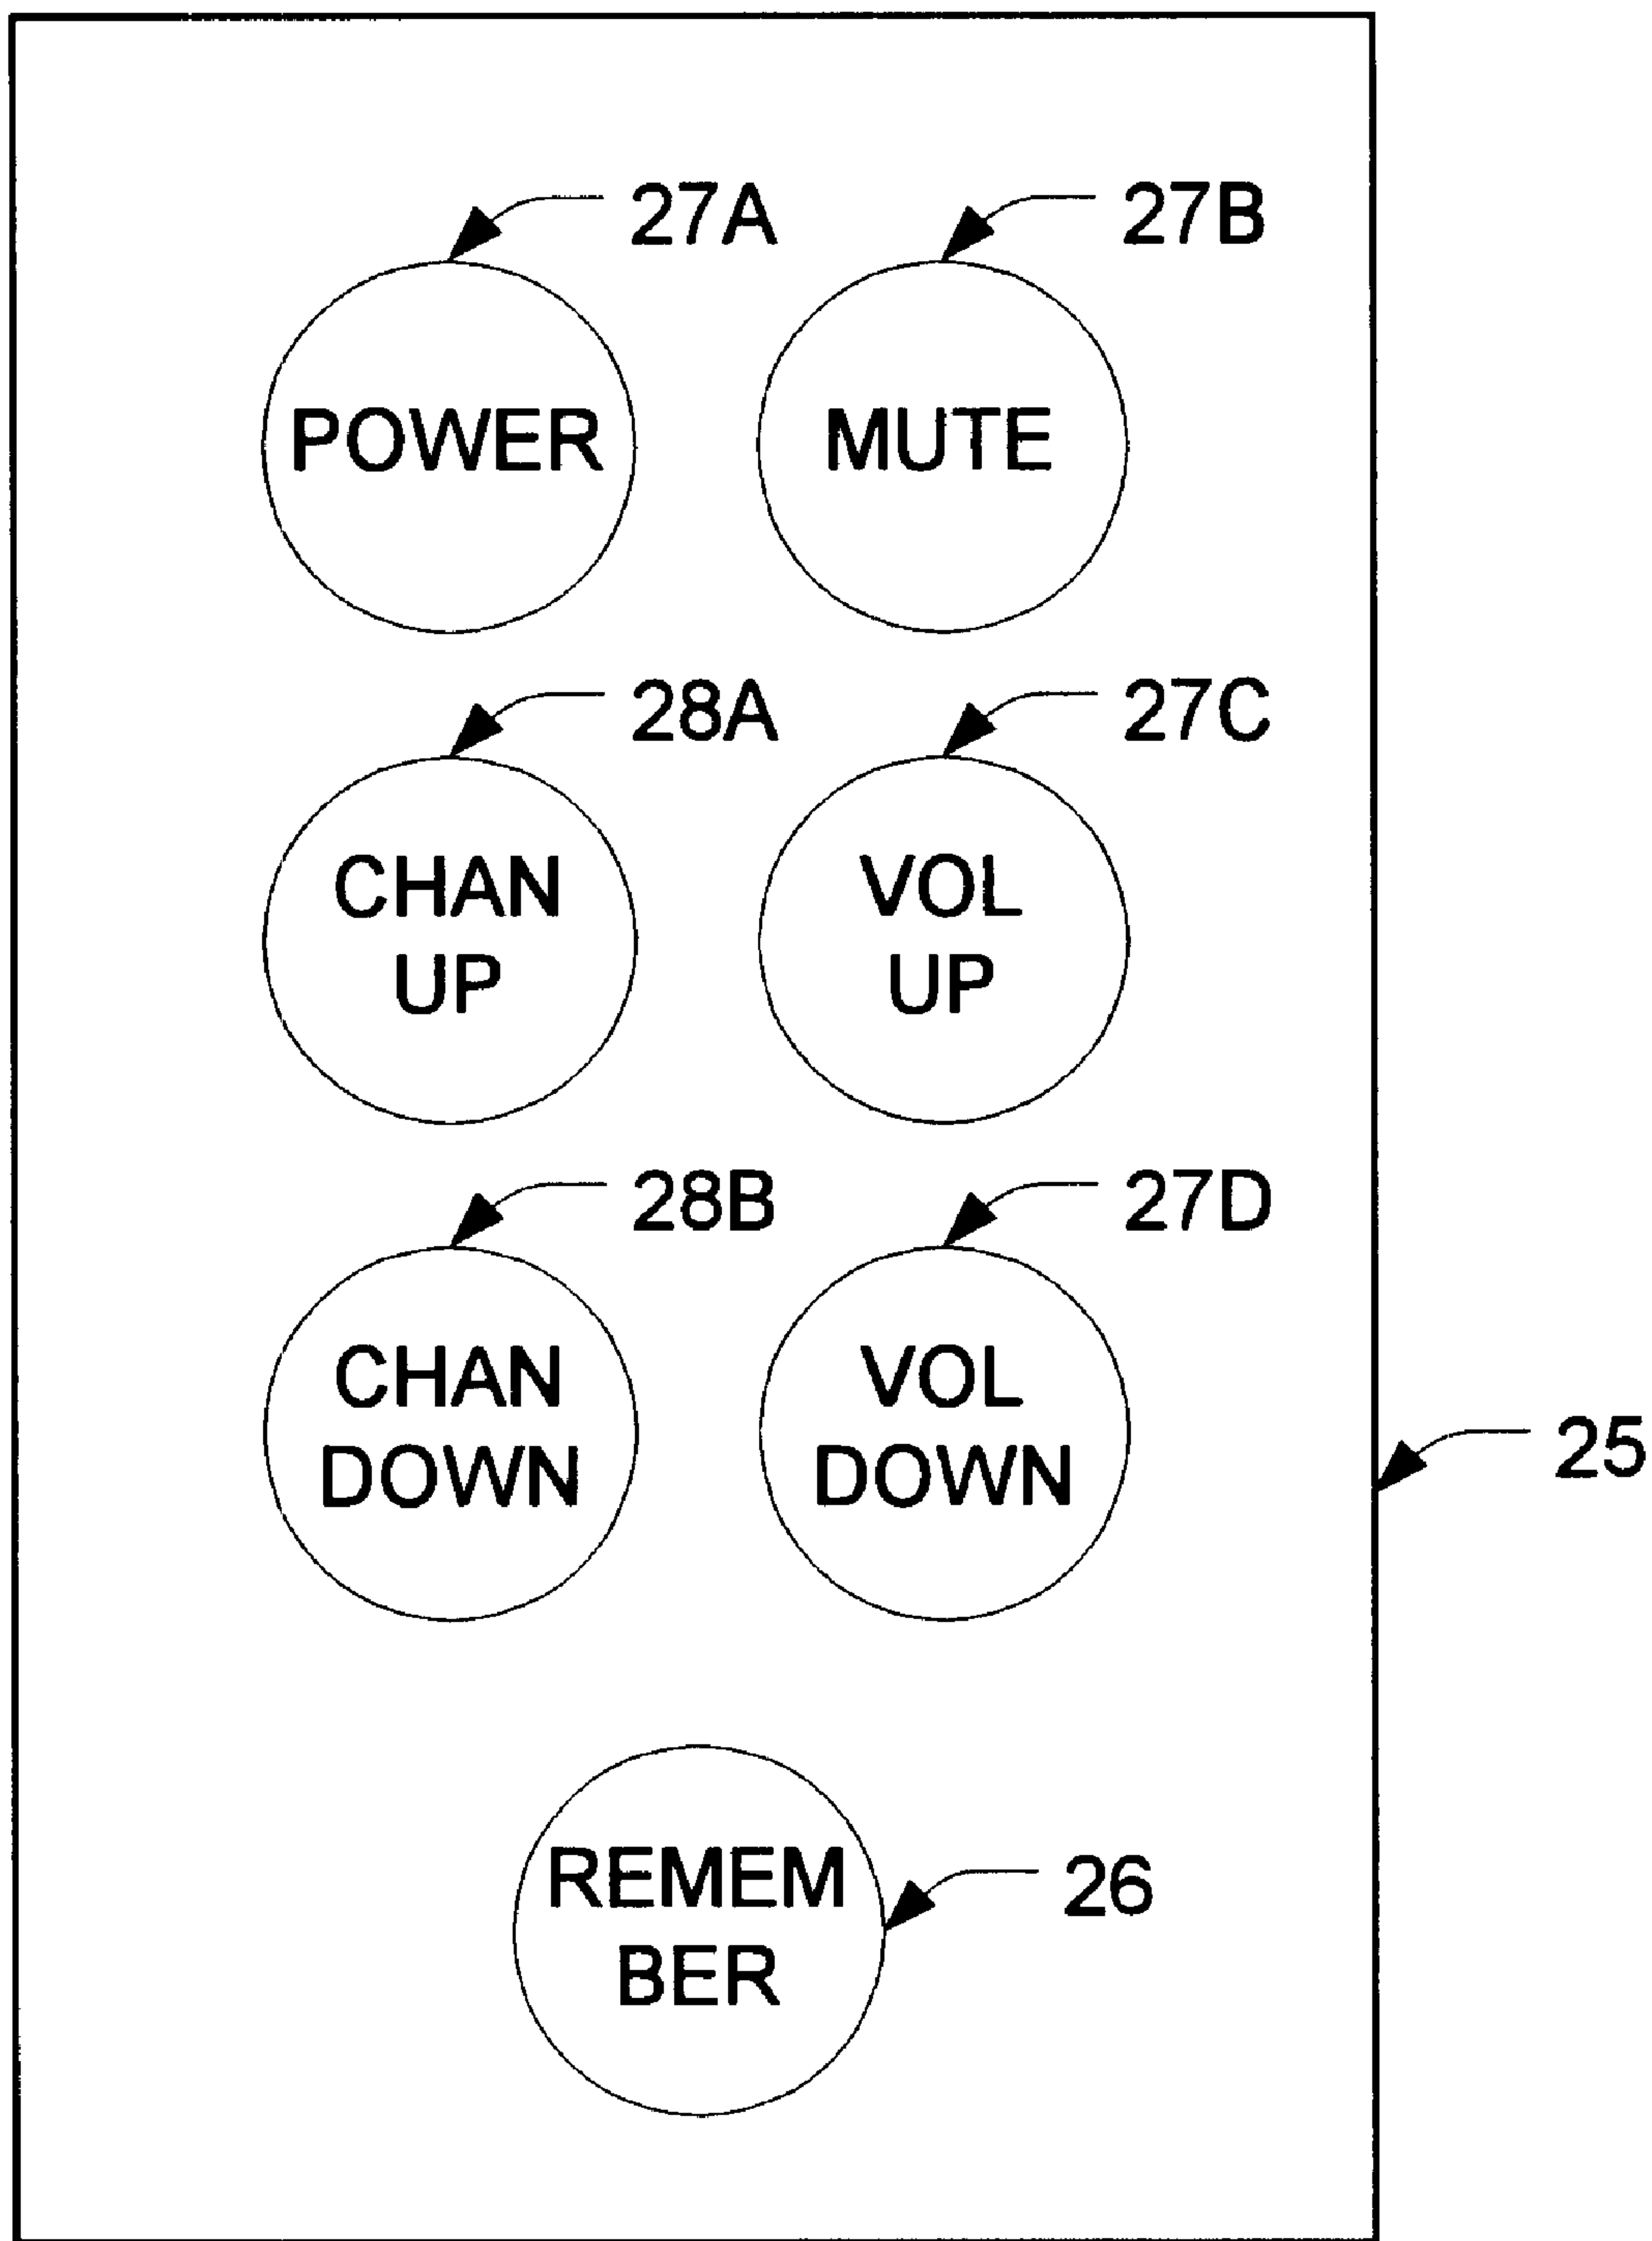 27A
27B
POWER
MUTE
28A
27C
CHAN
UP
VOL
UP
28B
27D
CHAN
DOWN
VOL
DOWN
25
REMEM
BER
26